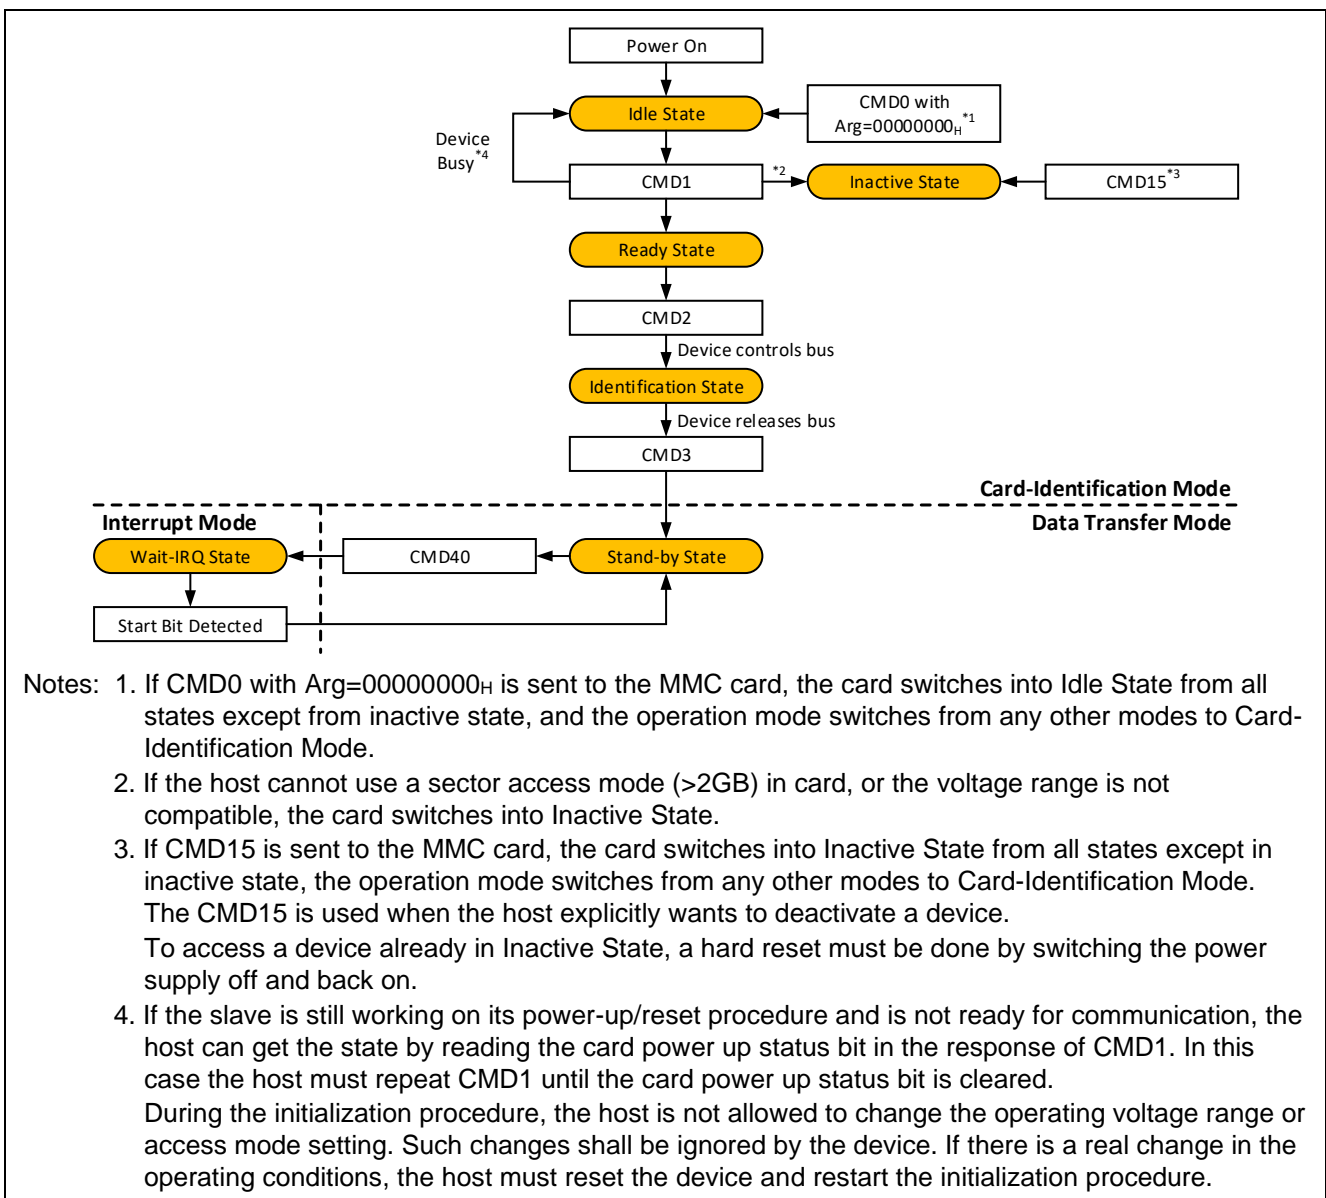 Power On
Idle State
CMD0 with
Arg=00000000H*1
Device
Busy*4
CMD1
*2
Inactive State
CMD15*3
Ready State
CMD2
Device controls bus
Identification State
Device releases bus
CMD3
Card-Identification Mode
Interrupt Mode
Data Transfer Mode
Wait-IRQ State
CMD40
Stand-by State
Start Bit Detected
Notes: 1. If CMD0 with Arg=00000000H is sent to the MMC card, the card switches into Idle State from all
states except from inactive state, and the operation mode switches from any other modes to Card-
Identification Mode.
2. If the host cannot use a sector access mode (>2GB) in card, or the voltage range is not
compatible, the card switches into Inactive State.
3. If CMD15 is sent to the MMC card, the card switches into Inactive State from all states except in
inactive state, the operation mode switches from any other modes to Card-Identification Mode.
The CMD15 is used when the host explicitly wants to deactivate a device.
To access a device already in Inactive State, a hard reset must be done by switching the power
supply off and back on.
4. If the slave is still working on its power-up/reset procedure and is not ready for communication, the
host can get the state by reading the card power up status bit in the response of CMD1. In this
case the host must repeat CMD1 until the card power up status bit is cleared.
During the initialization procedure, the host is not allowed to change the operating voltage range or
access mode setting. Such changes shall be ignored by the device. If there is a real change in the
operating conditions, the host must reset the device and restart the initialization procedure.